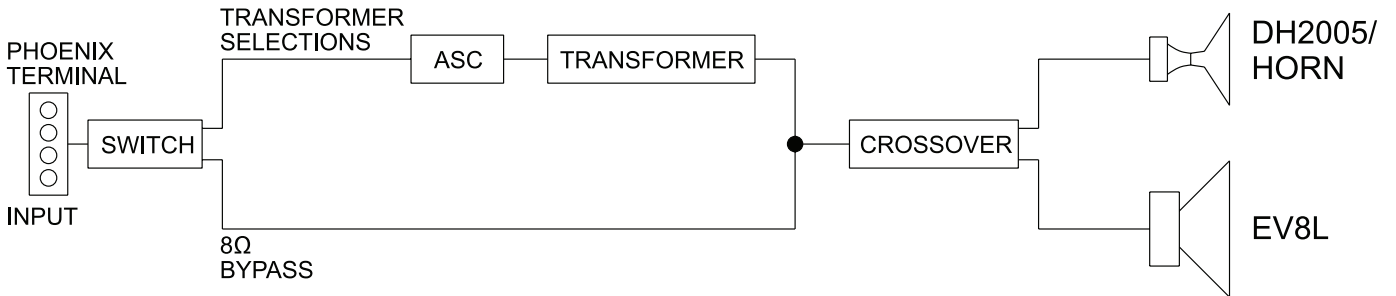 PHOENIX
TERMINAL
INPUT
SWITCH
TRANSFORMER
SELECTIONS
ASC
TRANSFORMER
8Ω
BYPASS
CROSSOVER
DH2005/
HORN
EV8L